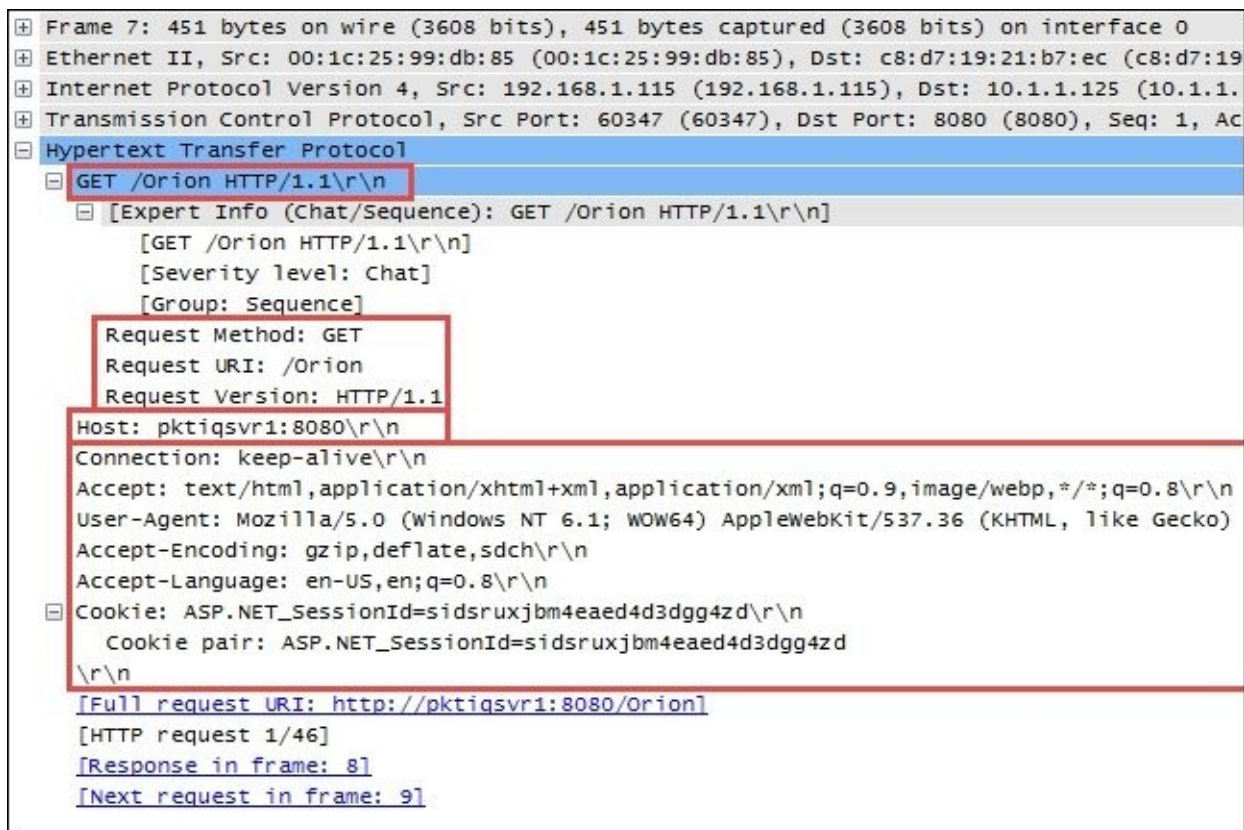 Frame 7: 451 bytes on wire (3608 bits), 451 bytes captured (3608 bits) on interface 0
Ethernet II, Src: 00:1c:25:99:db:85 (00:1c:25:99:db:85), Dst: c8:d7:19:21:b7:ec (c8:d7:19
Internet Protocol Version 4, Src: 192.168.1.115 (192.168.1.115), Dst: 10.1.1.125 (10.1.1.
Transmission Control Protocol, Src Port: 60347 (60347), Dst Port: 8080 (8080), Seq: 1, Ac
Hypertext Transfer Protocol
GET /Orion HTTP/1.1\r\n
[Expert Info (Chat/Sequence): GET /Orion HTTP/1.1\r\n]
[GET /Orion HTTP/1.1\r\n]
[Severity level: Chat]
[Group: Sequence]
Request Method: GET
Request URI: /Orion
Request Version: HTTP/1.1
Host: pktiqsvr1:8080\r\n
Connection: keep-alive\r\n
Accept: text/html,application/xhtml+xml,application/xml;q=0.9,image/webp,*/*;q=0.8\r\n
User-Agent: Mozilla/5.0 (Windows NT 6.1; WOW64) AppleWebKit/537.36 (KHTML, like Gecko)
Accept-Encoding: gzip,deflate,sdch\r\n
Accept-Language: en-US,en;q=0.8\r\n
Cookie: ASP.NET_SessionId=sidsruxjbm4eaed4d3dgg4zd\r\n
Cookie pair: ASP.NET_SessionId=sidsruxjbm4eaed4d3dgg4zd
\r\n
[Full request URI: http://pktiqsvr1:8080/Orion]
[HTTP request 1/46]
[Response in frame: 8]
[Next request in frame: 9]